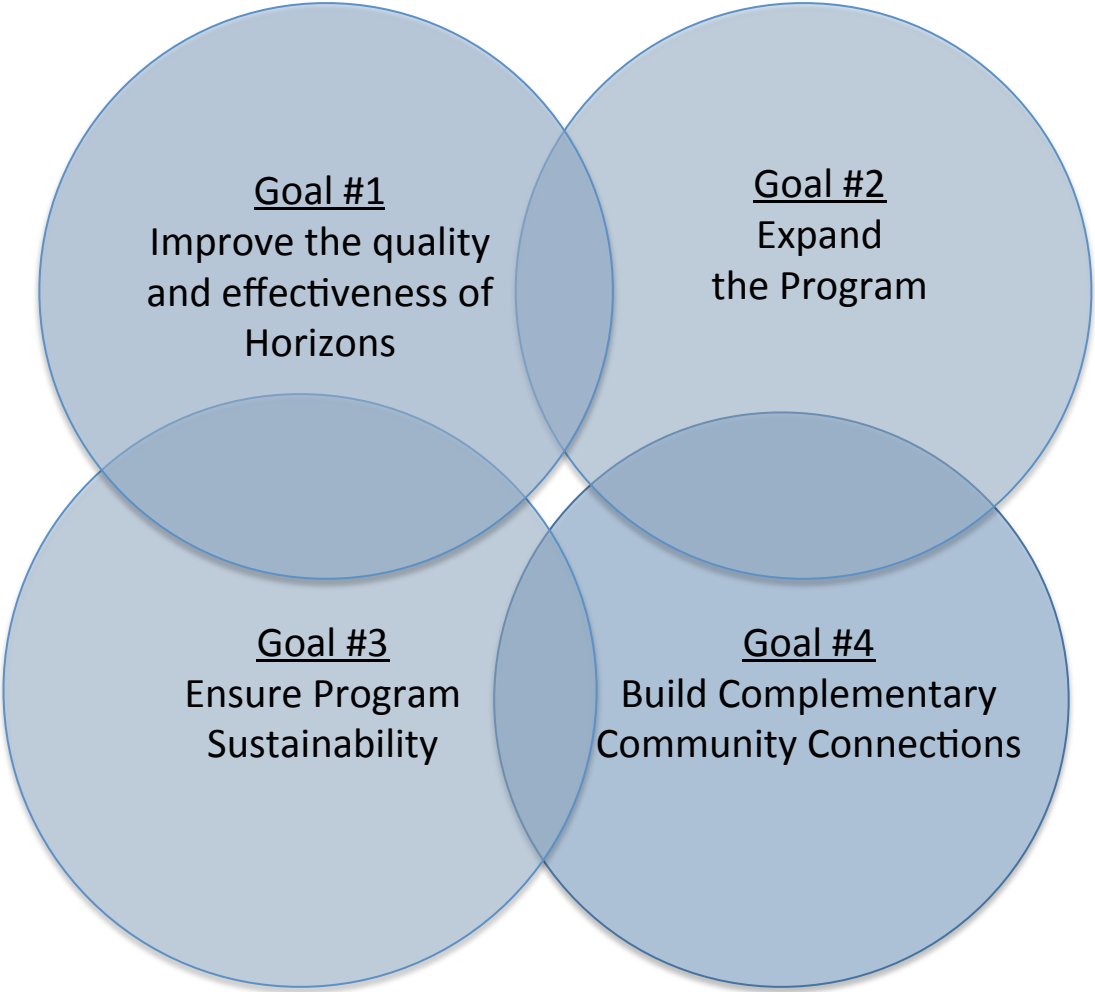 Goal #1
Improve the quality
and effectiveness of
Horizons
Goal #2
Expand
the Program
Goal #3
Ensure Program
Sustainability
Goal #4
Build Complementary
Community Connections